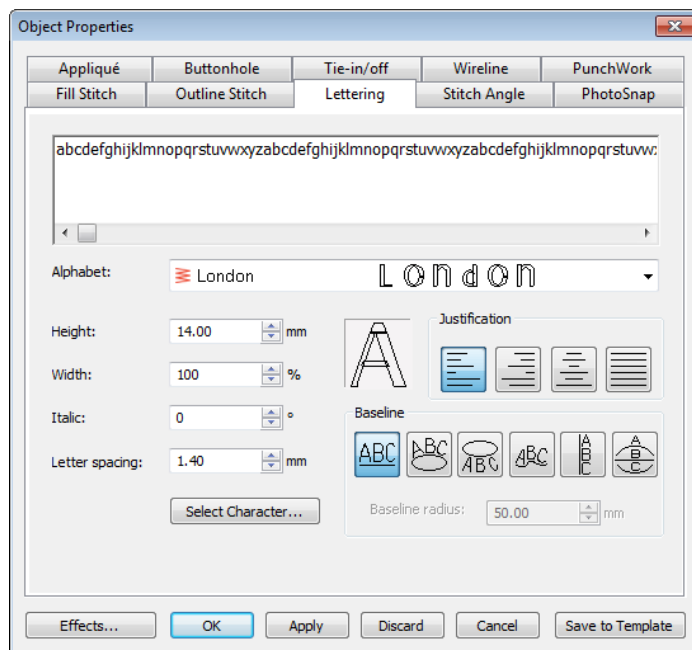 Object Properties
Appliqué Buttonhole Tie-in/off Wireline PunchWork
Fill Stitch Outline Stitch Lettering Stitch Angle PhotoSnap
abcdefghijklmnopqrstuvwxyzabcdefghijklmnopqrstuvwxyzabcdefghijklmnopqrstuvw
Alphabet: London London
Height: 14.00 mm A Justification
Width: 100 %
Italic: 0 ° Baseline
ABC ABC ABC ABC ABC ABC
Letter spacing: 1.40 mm
Select Character... Baseline radius: 50.00 mm
Effects... OK Apply Discard Cancel Save to Template